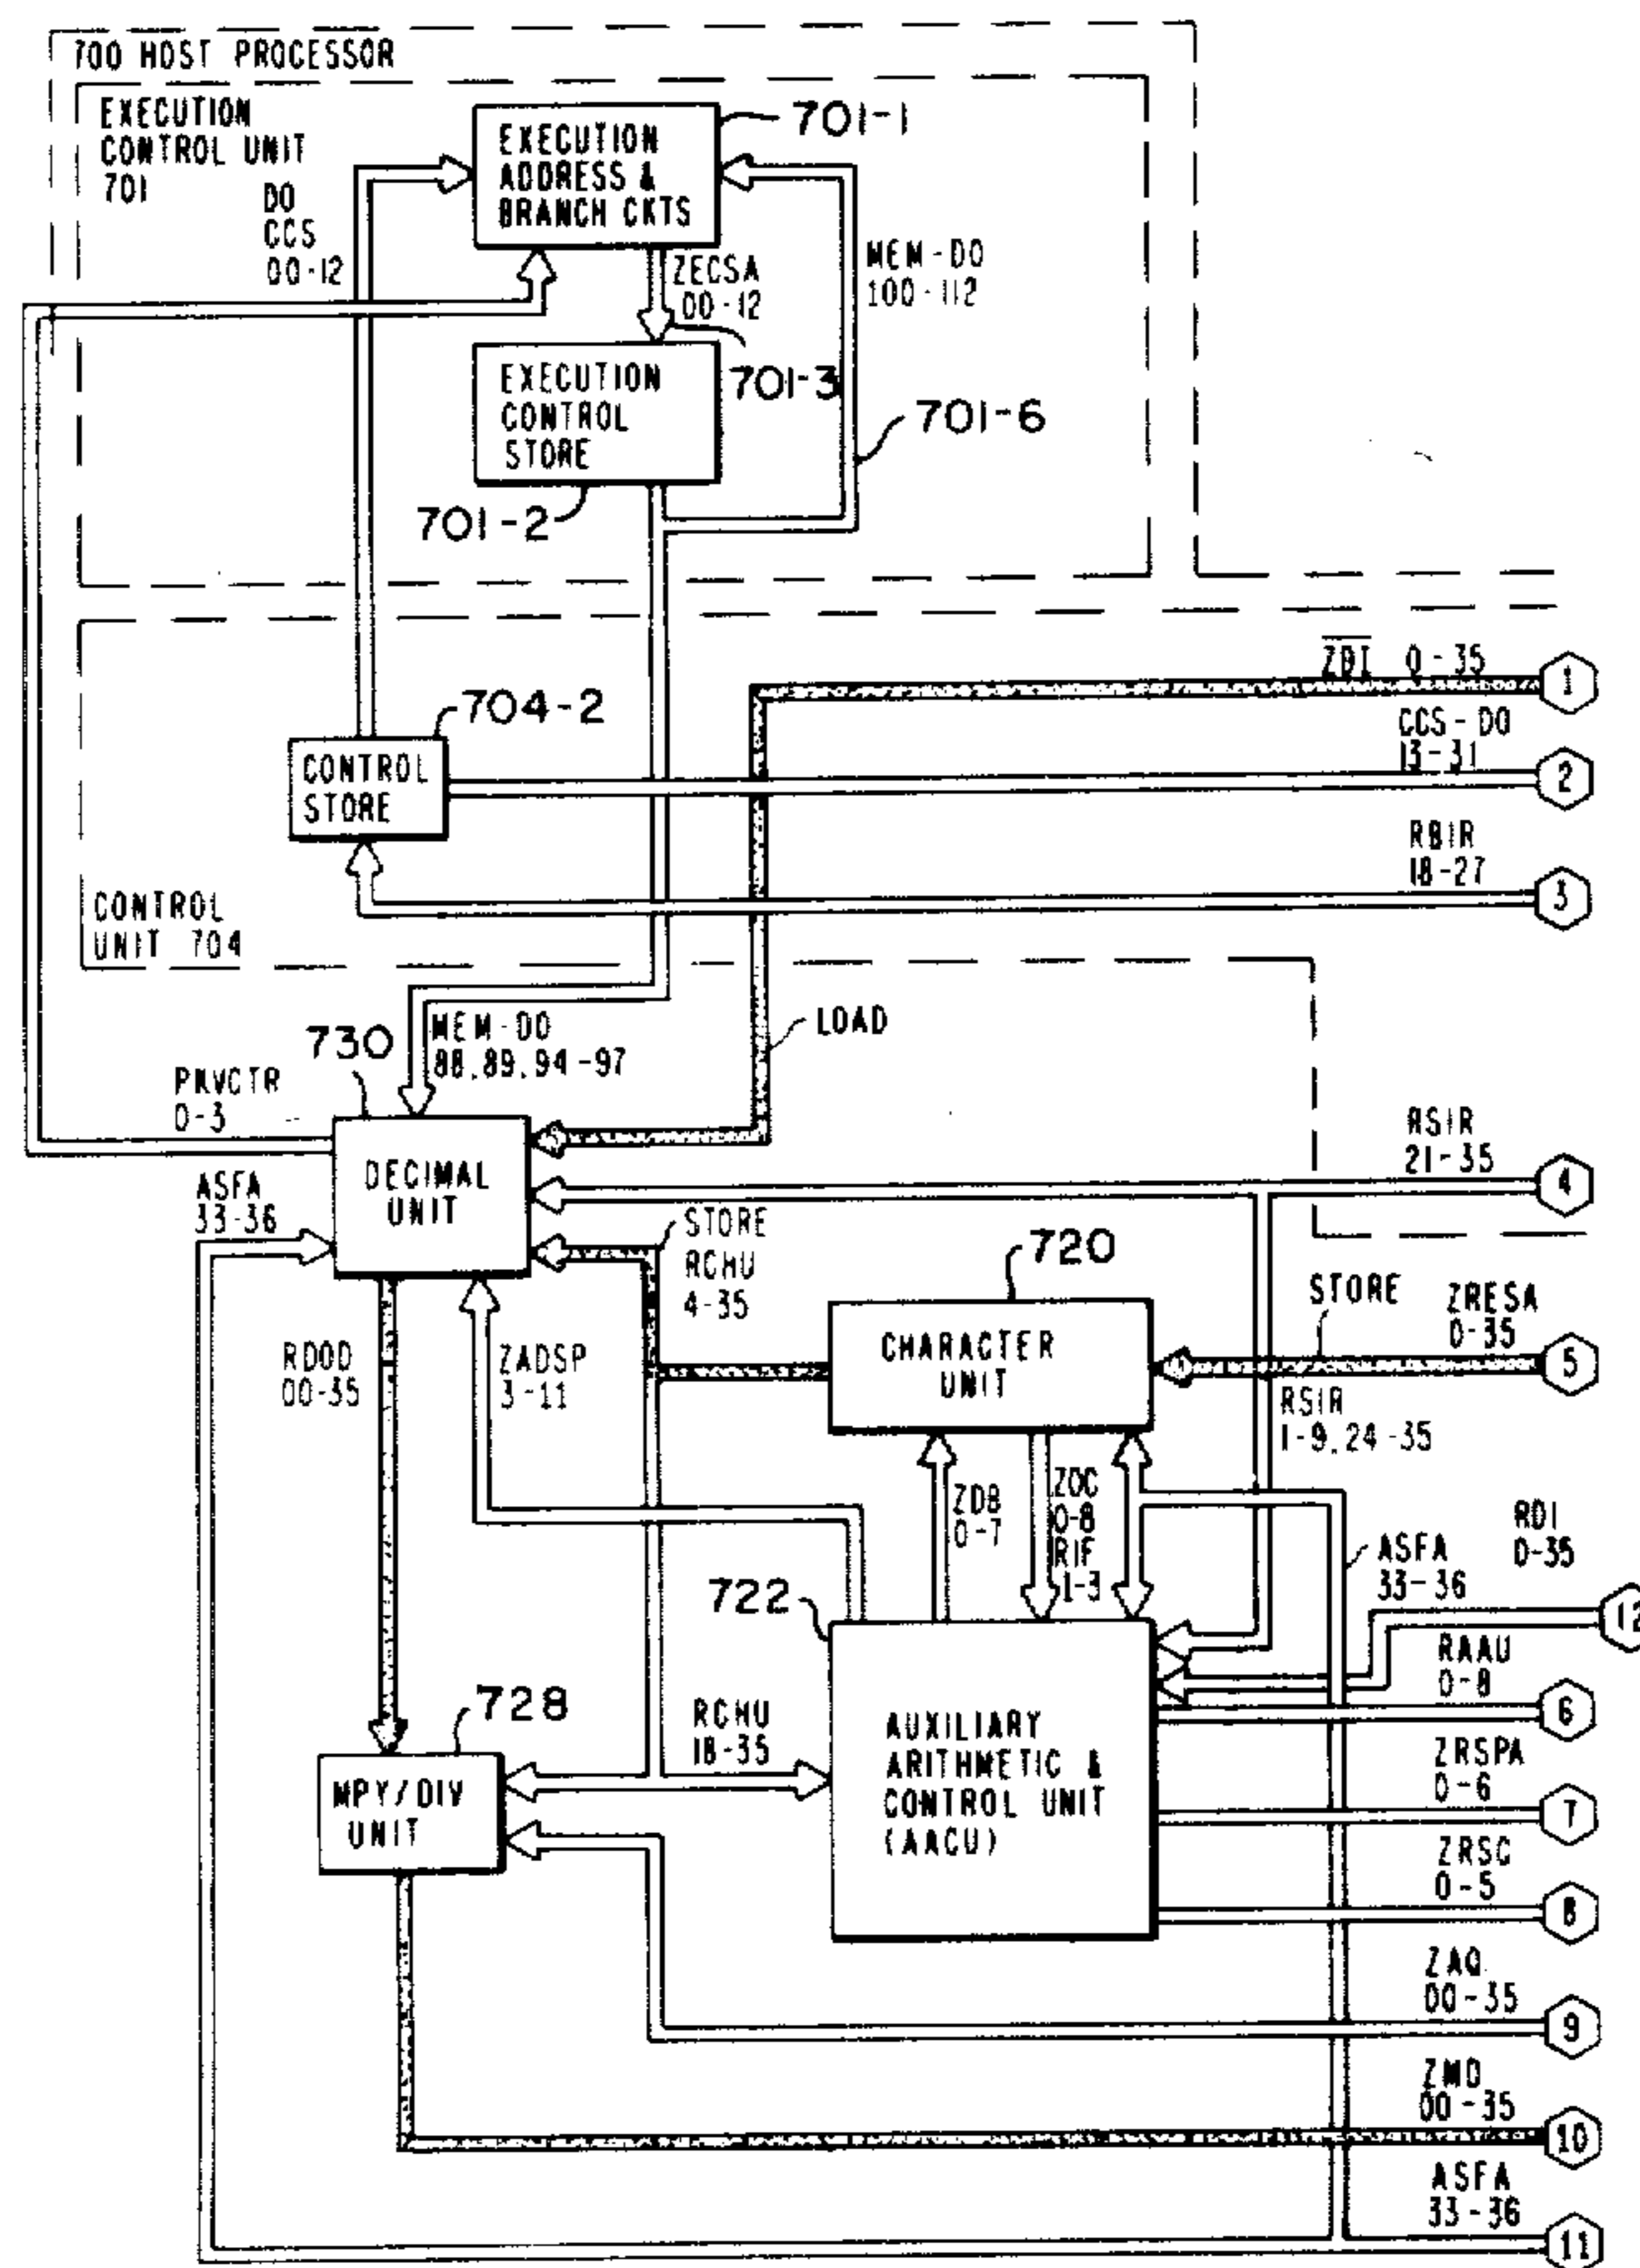 700 HOST PROCESSOR
EXECUTION
CONTROL UNIT
701
DO
CCS
00-12
EXECUTION
ADDRESS &
BRANCH CKTS
701-1
ZECSA
00-12
MEM-DO
100-112
EXECUTION
CONTROL
STORE
701-3
701-6
701-2
ZDI 0-35
1
704-2
CCS-DO
13-31
2
CONTROL
STORE
RBIR
18-27
3
CONTROL
UNIT 704
LOAD
730
MEM-DO
88,89,94-97
PKVCTR
0-3
DECIMAL
UNIT
RSIR
21-35
4
ASFA
33-36
STORE
RCHU
4-35
720
STORE
ZRESA
0-35
5
CHARACTER
UNIT
RDOD
00-35
ZADSP
3-11
RSIR
1-9,24-35
ZDB
0-7
ZOC
0-8
RIF
1-3
ASFA
33-36
RDI
0-35
12
722
RAAU
0-8
6
728
RCHU
18-35
AUXILIARY
ARITHMETIC &
CONTROL UNIT
(AACU)
ZRSPA
0-6
7
MPY/DIV
UNIT
ZRSC
0-5
8
ZAQ
00-35
9
ZMD
00-35
10
ASFA
33-36
11